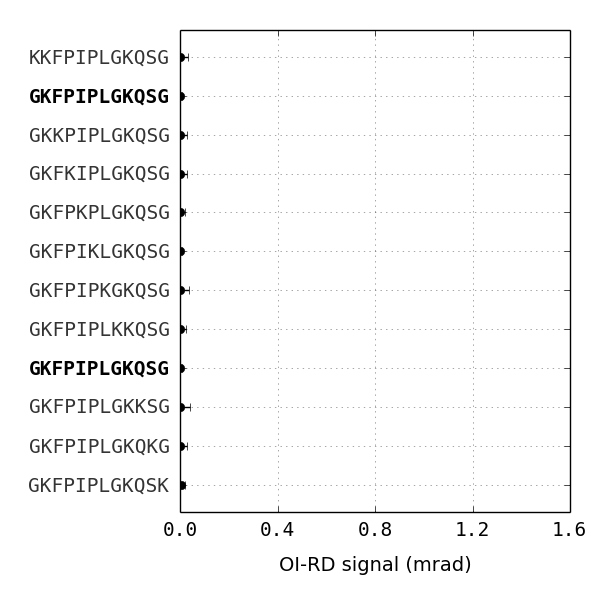 KKFPIPLGKQSG
GKFPIPLGKQSG
GKKPIPLGKQSG
GKFKIPLGKQSG
GKFPKPLGKQSG
GKFPIKLGKQSG
GKFPIPKGKQSG
GKFPIPLKKQSG
GKFPIPLGKQSG
GKFPIPLGKKSG
GKFPIPLGKQKG
GKFPIPLGKQSK
0.0 0.4 0.8 1.2 1.6
OI-RD signal (mrad)